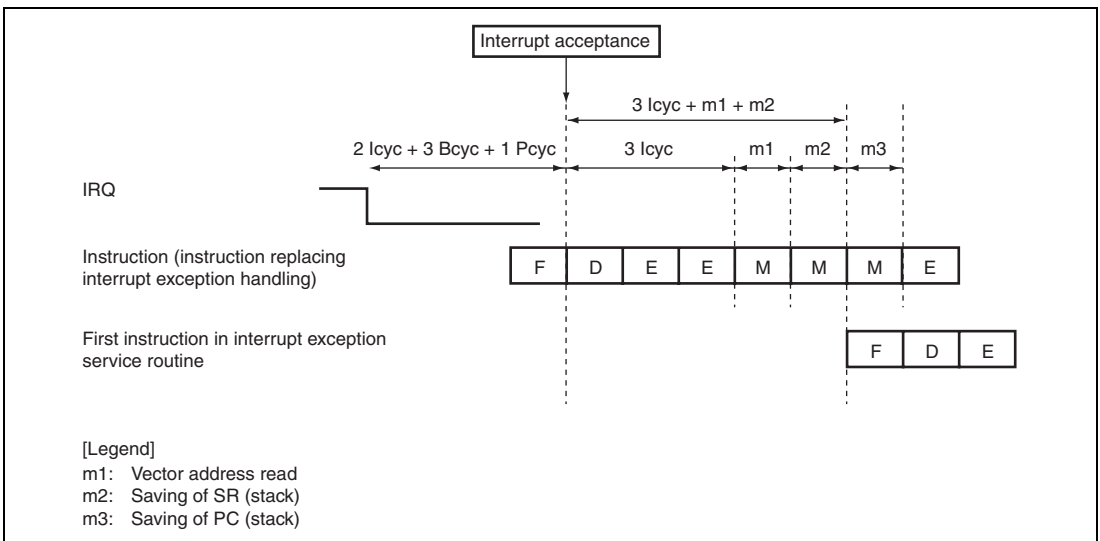 Interrupt acceptance
3 Icyc + m1 + m2
2 Icyc + 3 Bcyc + 1 Pcyc
3 Icyc
m1
m2
m3
IRQ
Instruction (instruction replacing
interrupt exception handling)
F D E E M M M E
First instruction in interrupt exception
service routine
F D E
[Legend]
m1: Vector address read
m2: Saving of SR (stack)
m3: Saving of PC (stack)